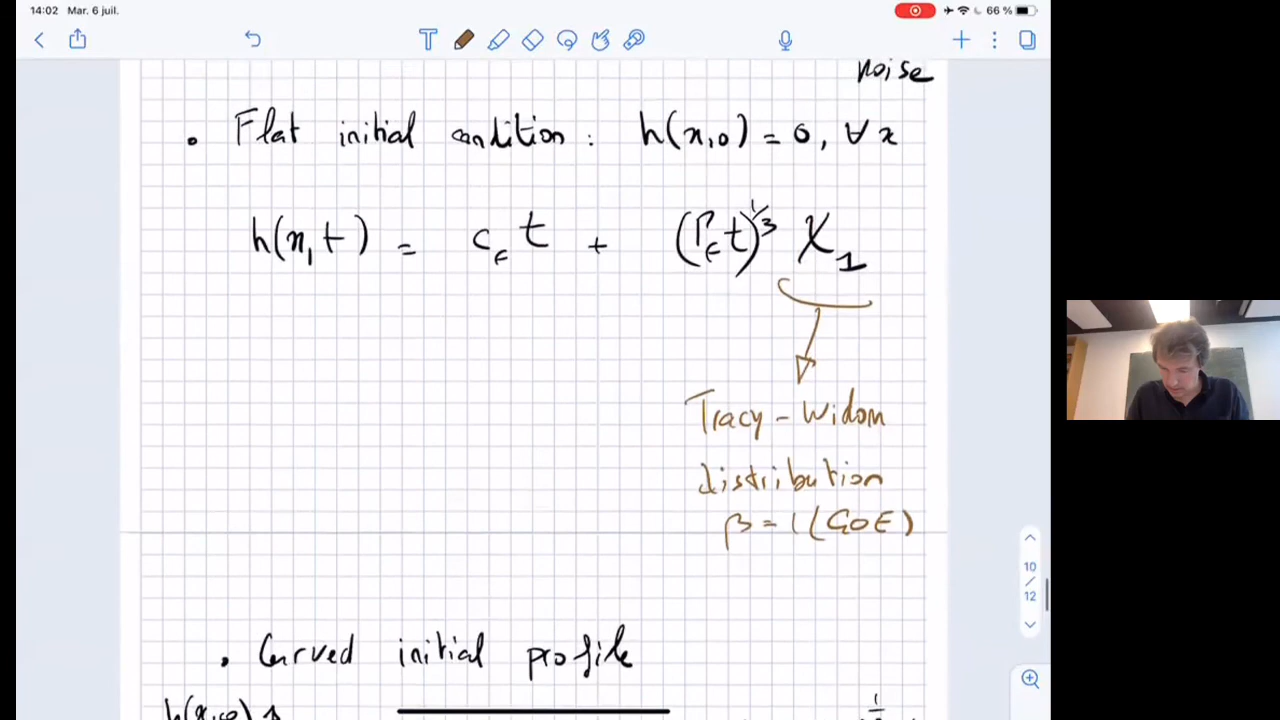 14:02 Mar. 6 juil.
66 %
noise
. Flat initial condition : h(x,0) = 0, ∀ x
h(x,t) = c_F t + (Γ_F t)^1/3 χ_1
Tracy - Widom
distribution
β = 1 (GOE)
10
/
12
. Curved initial profile